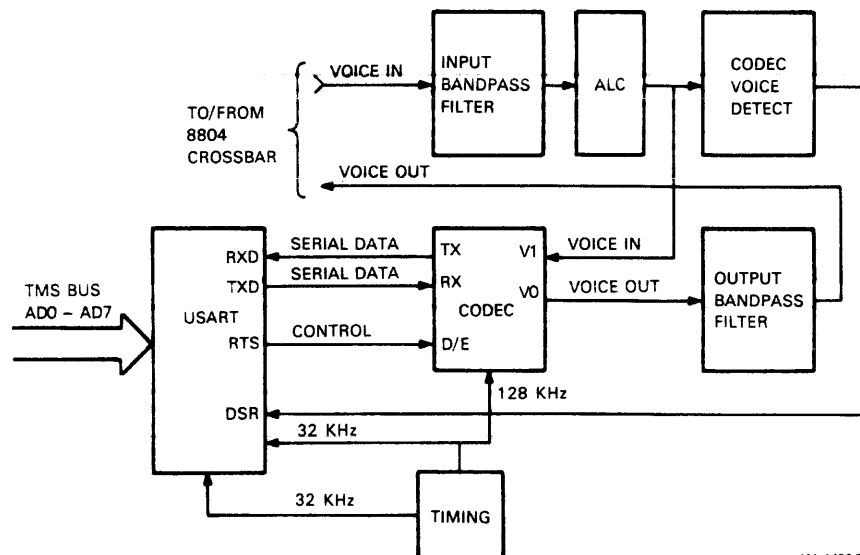 VOICE IN
INPUT
BANDPASS
FILTER
ALC
CODEC
VOICE
DETECT
TO/FROM
8804
CROSSBAR
VOICE OUT
TMS BUS
AD0 - AD7
USART
RXD
TXD
RTS
DSR
SERIAL DATA
SERIAL DATA
CONTROL
TX
RX
CODEC
D/E
V1
V0
VOICE IN
VOICE OUT
OUTPUT
BANDPASS
FILTER
128 KHz
32 KHz
32 KHz
TIMING